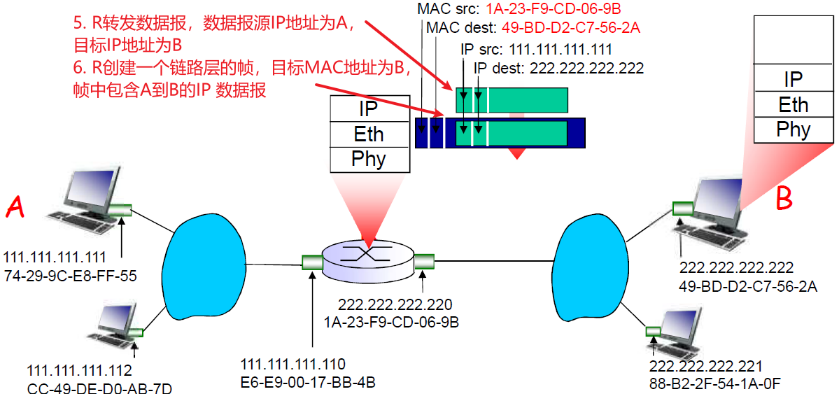 5. R转发数据报，数据报源IP地址为A，
目标IP地址为B
6. R创建一个链路层的帧，目标MAC地址为B，
帧中包含A到B的IP 数据报
MAC src: 1A-23-F9-CD-06-9B
MAC dest: 49-BD-D2-C7-56-2A
IP src: 111.111.111.111
IP dest: 222.222.222.222
IP
Eth
Phy
IP
Eth
Phy
A
B
111.111.111.111
74-29-9C-E8-FF-55
111.111.111.112
CC-49-DE-D0-AB-7D
111.111.111.110
E6-E9-00-17-BB-4B
222.222.222.220
1A-23-F9-CD-06-9B
222.222.222.222
49-BD-D2-C7-56-2A
222.222.222.221
88-B2-2F-54-1A-0F